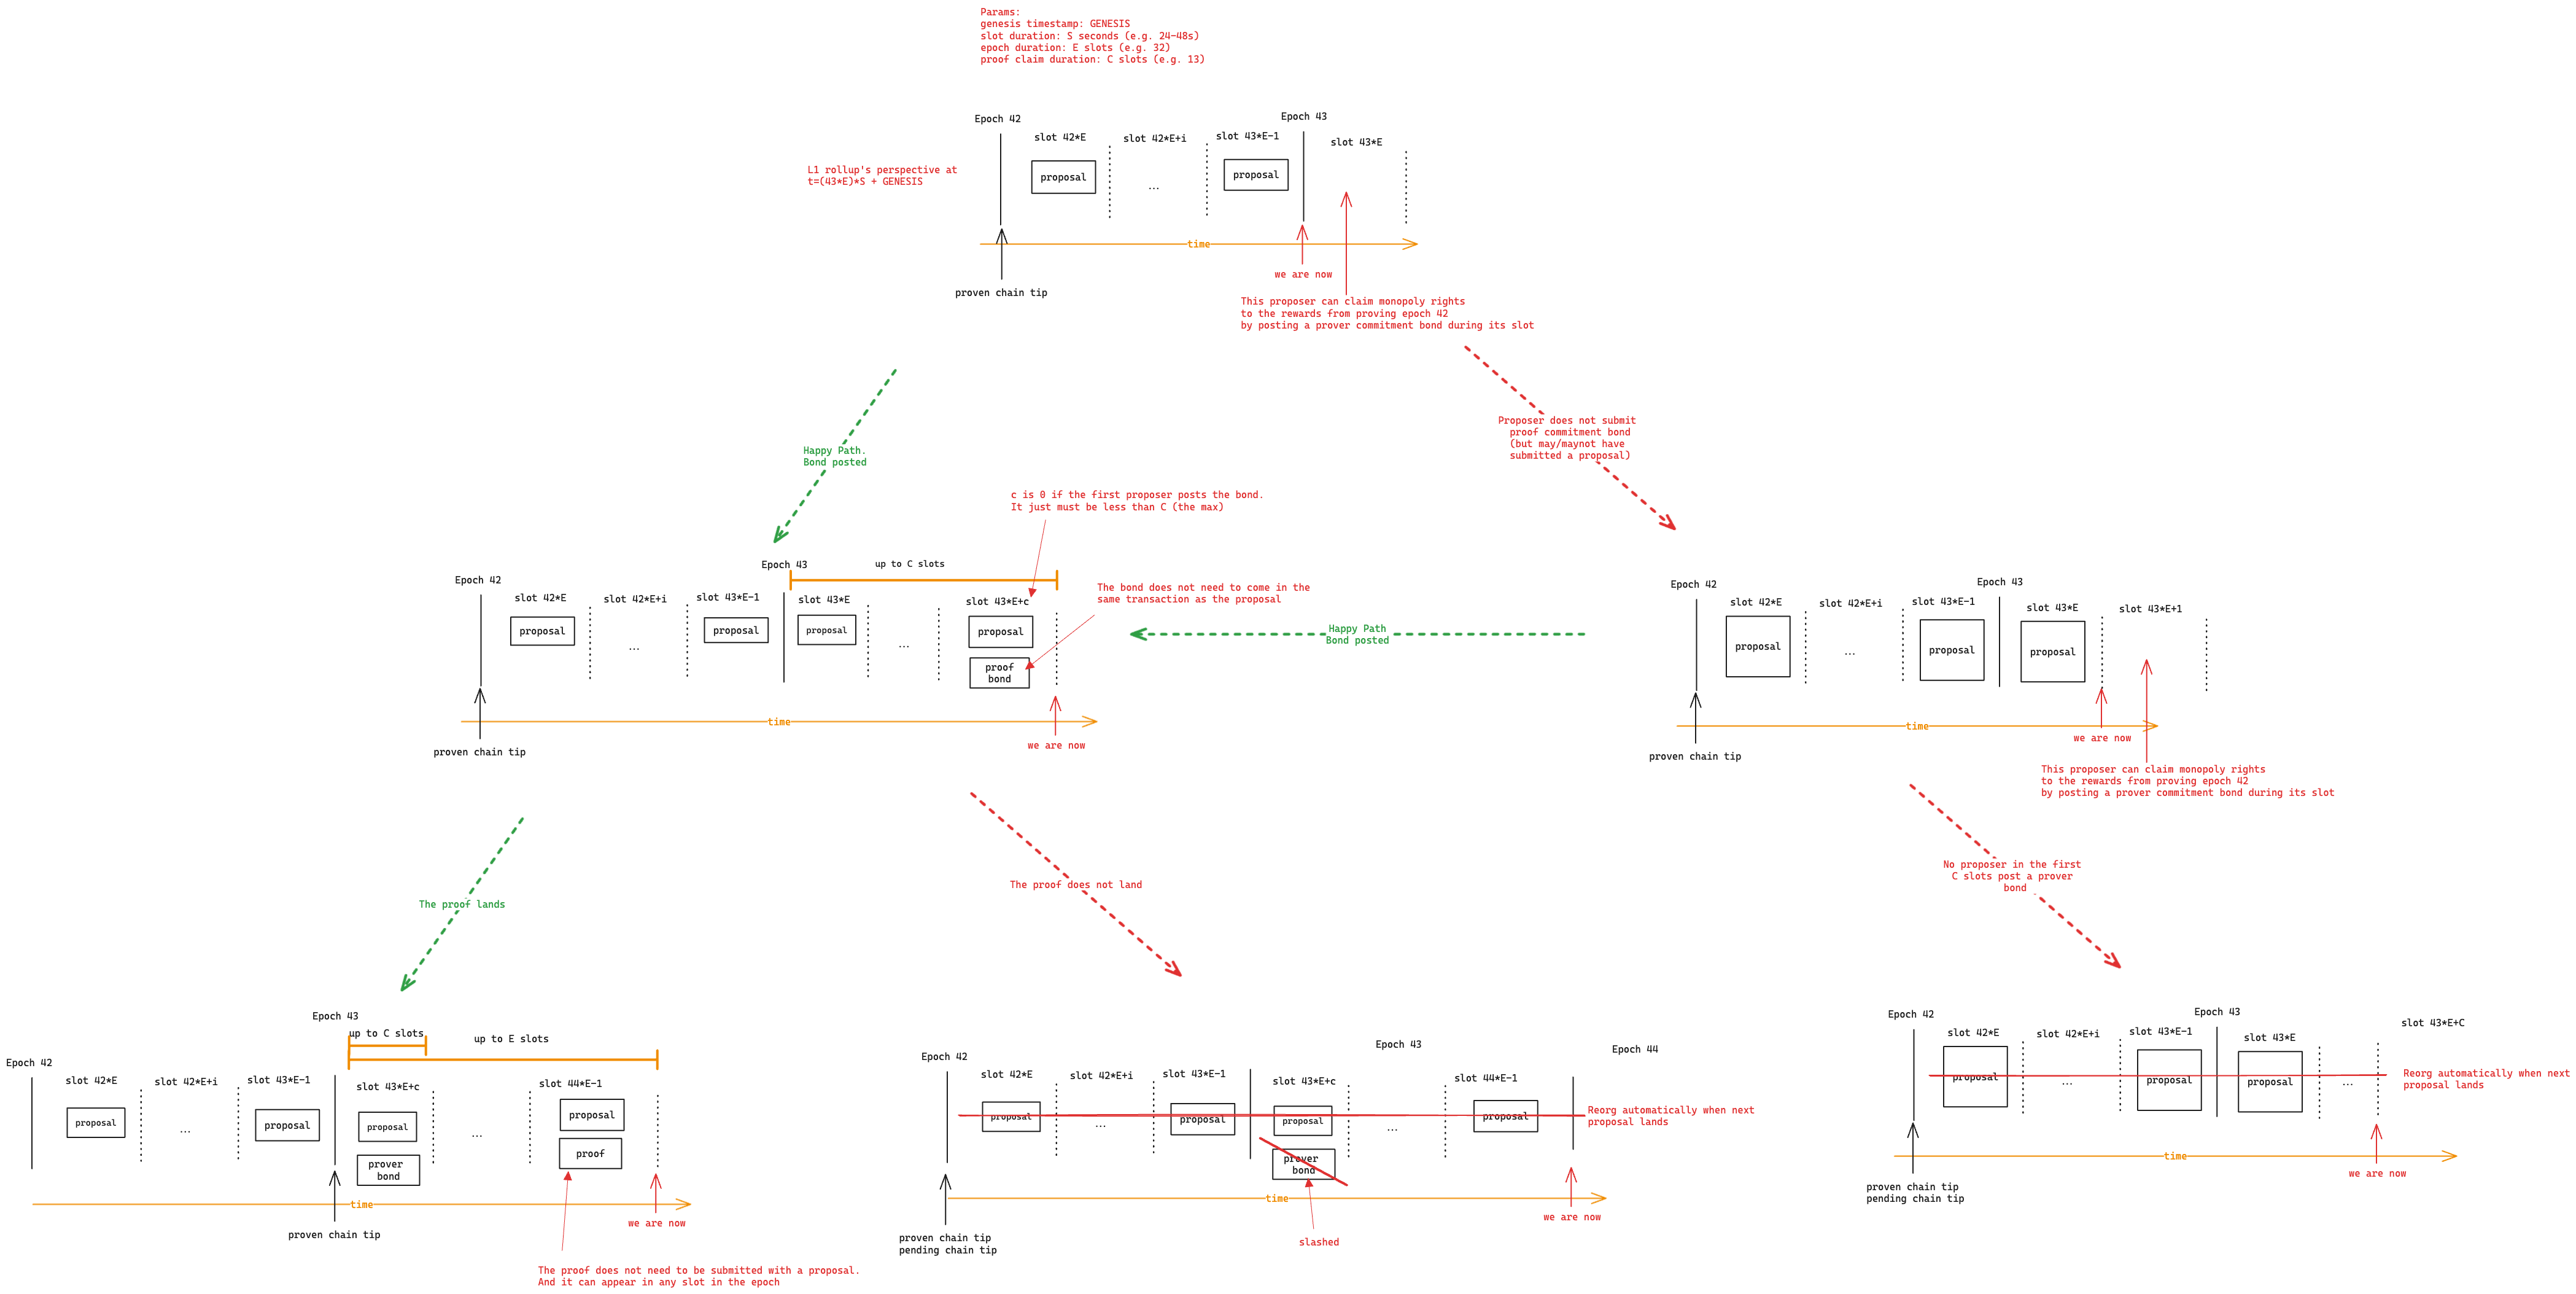 Params:
genesis timestamp: GENESIS
slot duration: S seconds (e.g. 24-48s)
epoch duration: E slots (e.g. 32)
proof claim duration: C slots (e.g. 13)
Epoch 42
Epoch 43
slot 42*E
slot 42*E+i
slot 43*E-1
slot 43*E
L1 rollup's perspective at
t=(43*E)*S + GENESIS
proposal
...
proposal
time
we are now
proven chain tip
This proposer can claim monopoly rights
to the rewards from proving epoch 42
by posting a prover commitment bond during its slot
Happy Path.
Bond posted
Proposer does not submit
proof commitment bond
(but may/maynot have
submitted a proposal)
c is 0 if the first proposer posts the bond.
It just must be less than C (the max)
Epoch 42
Epoch 43
up to C slots
slot 42*E
slot 42*E+i
slot 43*E-1
slot 43*E
slot 43*E+c
The bond does not need to come in the
same transaction as the proposal
proposal
...
proposal
proposal
...
proposal
proof
bond
time
we are now
proven chain tip
Happy Path
Bond posted
Epoch 42
Epoch 43
slot 42*E
slot 42*E+i
slot 43*E-1
slot 43*E
slot 43*E+1
proposal
...
proposal
proposal
time
we are now
proven chain tip
This proposer can claim monopoly rights
to the rewards from proving epoch 42
by posting a prover commitment bond during its slot
The proof lands
The proof does not land
No proposer in the first
C slots post a prover
bond
Epoch 43
up to C slots
up to E slots
Epoch 42
slot 42*E
slot 42*E+i
slot 43*E-1
slot 43*E+c
slot 44*E-1
proposal
...
proposal
proposal
prover
bond
...
proposal
proof
time
we are now
proven chain tip
The proof does not need to be submitted with a proposal.
And it can appear in any slot in the epoch
Epoch 42
Epoch 43
Epoch 44
slot 42*E
slot 42*E+i
slot 43*E-1
slot 43*E+c
slot 44*E-1
proposal
...
proposal
proposal
prover
bond
...
proposal
Reorg automatically when next
proposal lands
time
we are now
proven chain tip
pending chain tip
slashed
Epoch 42
Epoch 43
slot 42*E
slot 42*E+i
slot 43*E-1
slot 43*E
slot 43*E+C
proposal
...
proposal
proposal
...
Reorg automatically when next
proposal lands
time
we are now
proven chain tip
pending chain tip